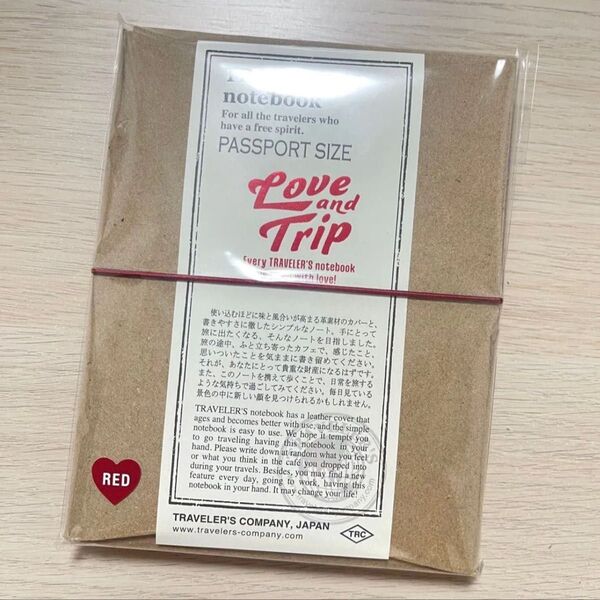 notebook
For all the travelers who
have a free spirit.
PASSPORT SIZE
Love
and
Trip
Every TRAVELER'S notebook
with love!
使い込むほどに味と風合いが高まる革素材のカバーと、
書きやすさに徹したシンプルなノート。手にとって
旅に出たくなる、そんなノートを目指しました。
旅の途中、ふと立ち寄ったカフェで、感じたこと、
思いついたことを気ままに書き留めてください。
それが、あなたにとって貴重な財産になるはずです。
また、このノートを携えて歩くことで、日常を旅する
ような気持ちで過ごしてみてください。毎日見ている
景色の中に新しい顔を見つけられるかもしれません。
TRAVELER'S notebook has a leather cover that
ages and becomes better with use and the simple
notebook is easy to use. We hope it tempts you
to go traveling having this notebook in your
hand. Please write down at random what you feel
or what you think in the café you dropped into
during your travels. Besides, you may find a new
feature every day, going to work, having this
notebook in your hand. It may change your life!
RED
TRAVELER'S COMPANY, JAPAN
www.travelers-company.com
TRC